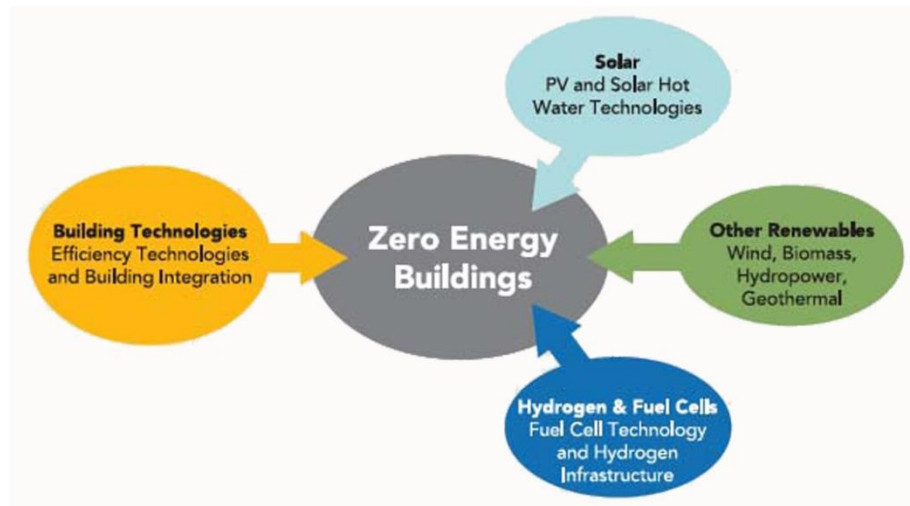 Solar
PV and Solar Hot
Water Technologies
Building Technologies
Efficiency Technologies
and Building Integration
Zero Energy
Buildings
Other Renewables
Wind, Biomass,
Hydropower,
Geothermal
Hydrogen & Fuel Cells
Fuel Cell Technology
and Hydrogen
Infrastructure